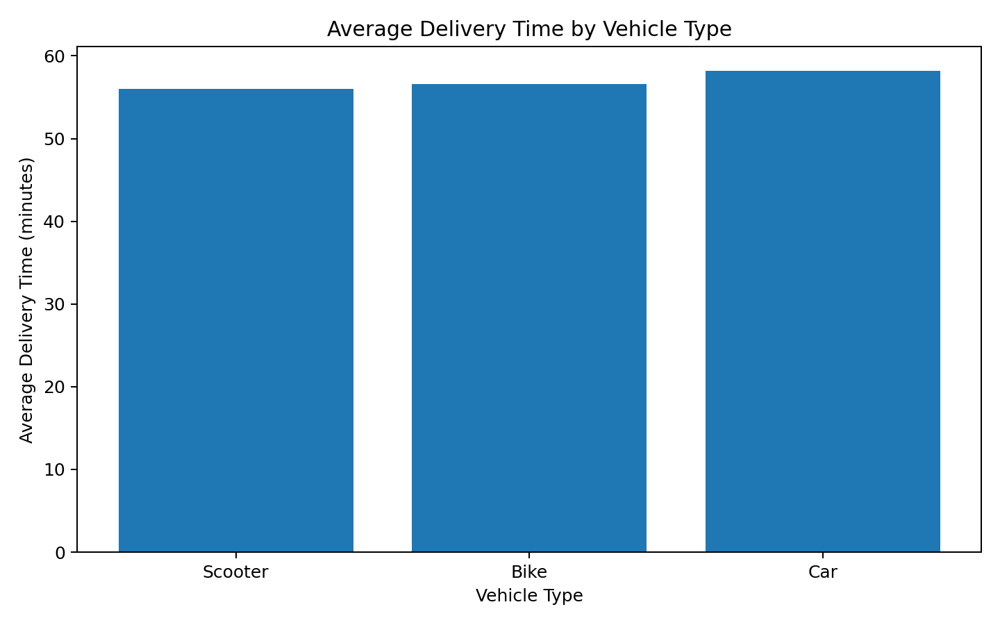 Average Delivery Time by Vehicle Type
60
50
40
30
20
10
0
Average Delivery Time (minutes)
Scooter
Bike
Car
Vehicle Type